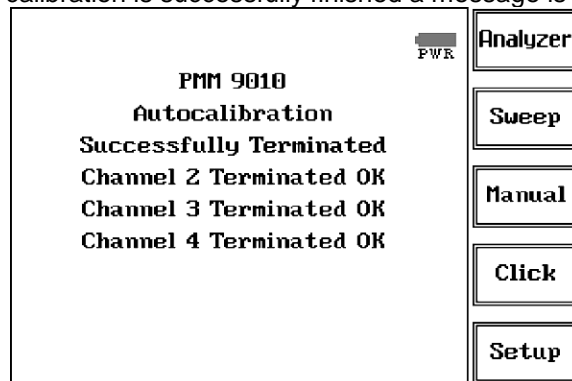 calibration is successfully finished a message is
PWR
PMM 9010
Autocalibration
Successfully Terminated
Channel 2 Terminated OK
Channel 3 Terminated OK
Channel 4 Terminated OK
Analyzer
Sweep
Manual
Click
Setup